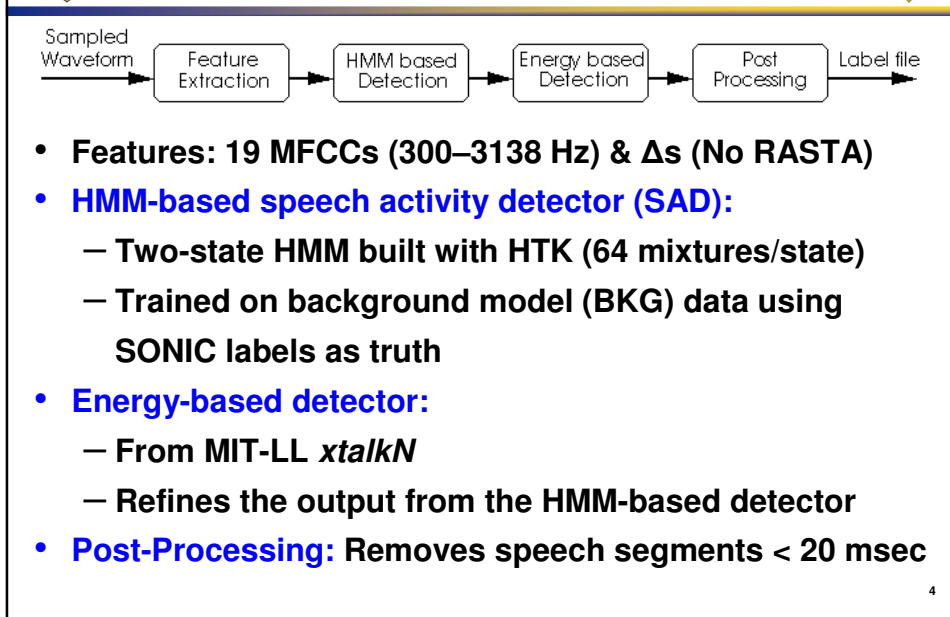 Sampled
Waveform
Feature
Extraction
HMM based
Detection
Energy based
Detection
Post
Processing
Label file
• Features: 19 MFCCs (300–3138 Hz) & Δs (No RASTA)
• HMM-based speech activity detector (SAD):
– Two-state HMM built with HTK (64 mixtures/state)
– Trained on background model (BKG) data using
SONIC labels as truth
• Energy-based detector:
– From MIT-LL xtalkN
– Refines the output from the HMM-based detector
• Post-Processing: Removes speech segments < 20 msec
4